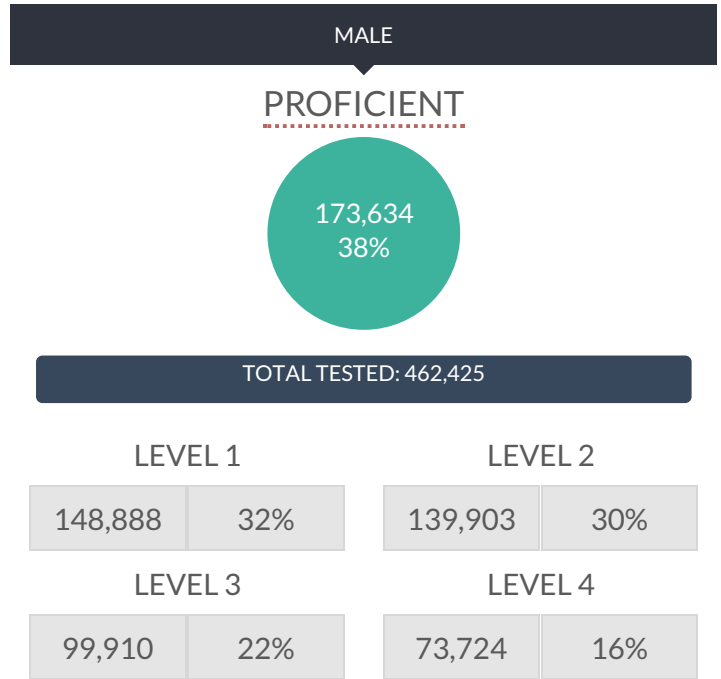 MALE
PROFICIENT
173,634
38%
TOTAL TESTED: 462,425
LEVEL 1 LEVEL 2
148,888 32% 139,903 30%
LEVEL 3 LEVEL 4
99,910 22% 73,724 16%